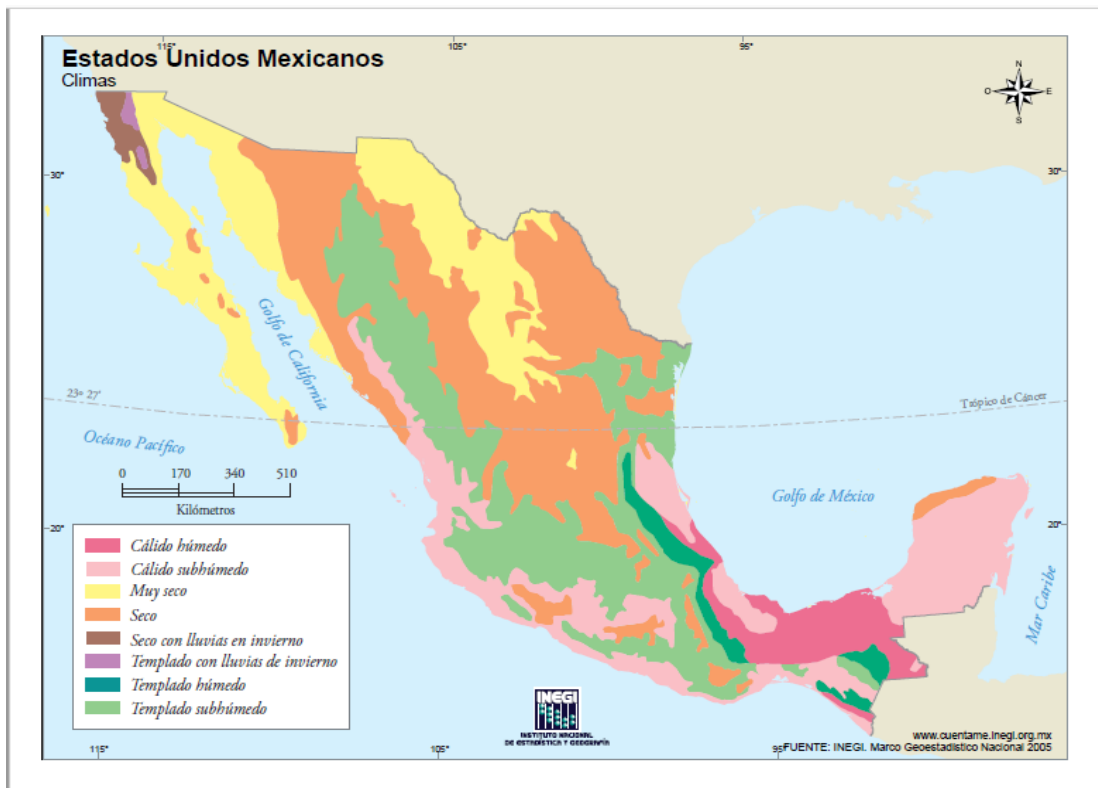 Estados Unidos Mexicanos
Climas
115°
105°
95°
N
O
E
S
30°
30°
Golfo de California
23° 27'
Trópico de Cáncer
Océano Pacífico
0 170 340 510
Kilómetros
Golfo de México
20°
20°
Mar Caribe
Cálido húmedo
Cálido subhúmedo
Muy seco
Seco
Seco con lluvias en invierno
Templado con lluvias de invierno
Templado húmedo
Templado subhúmedo
INEGI
INSTITUTO NACIONAL
DE ESTADÍSTICA Y GEOGRAFÍA
www.cuentame.inegi.org.mx
FUENTE: INEGI. Marco Geoestadístico Nacional 2005
115°
105°
95°